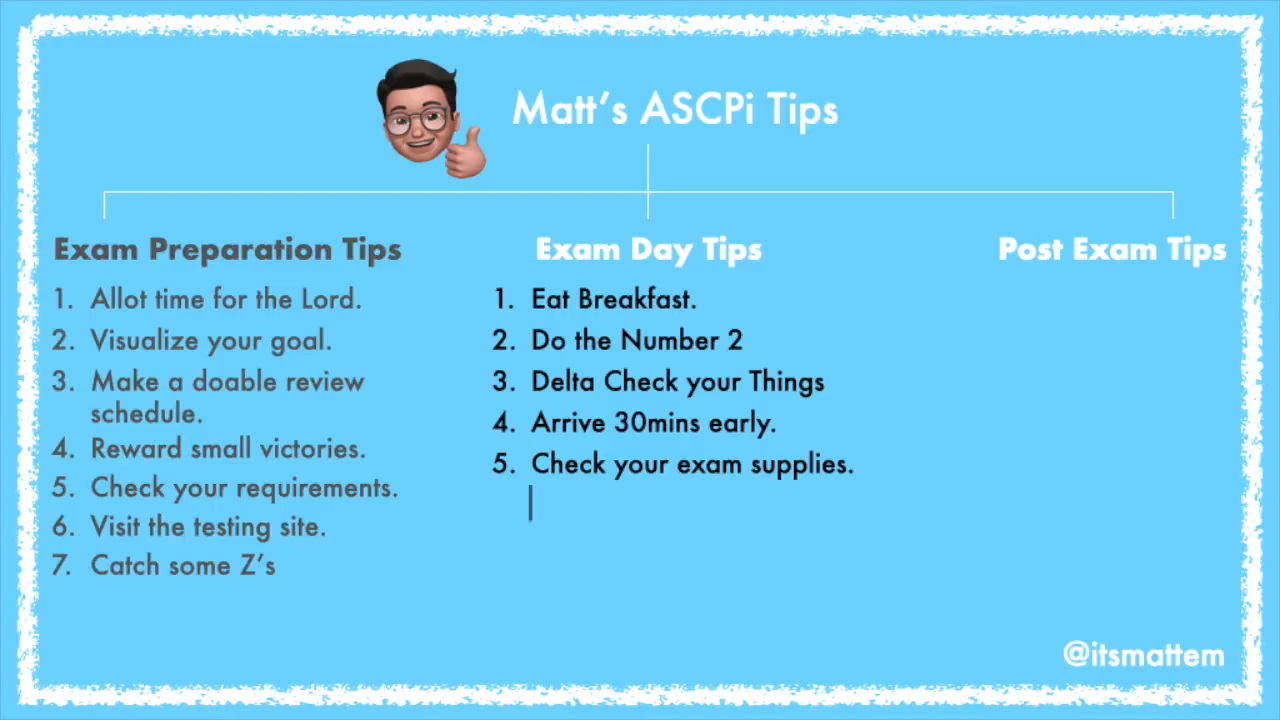 Matt's ASCPi Tips
Exam Preparation Tips
1. Allot time for the Lord.
2. Visualize your goal.
3. Make a doable review
schedule.
4. Reward small victories.
5. Check your requirements.
6. Visit the testing site.
7. Catch some Z's
Exam Day Tips
1. Eat Breakfast.
2. Do the Number 2
3. Delta Check your Things
4. Arrive 30mins early.
5. Check your exam supplies.
Post Exam Tips
@itsmattem